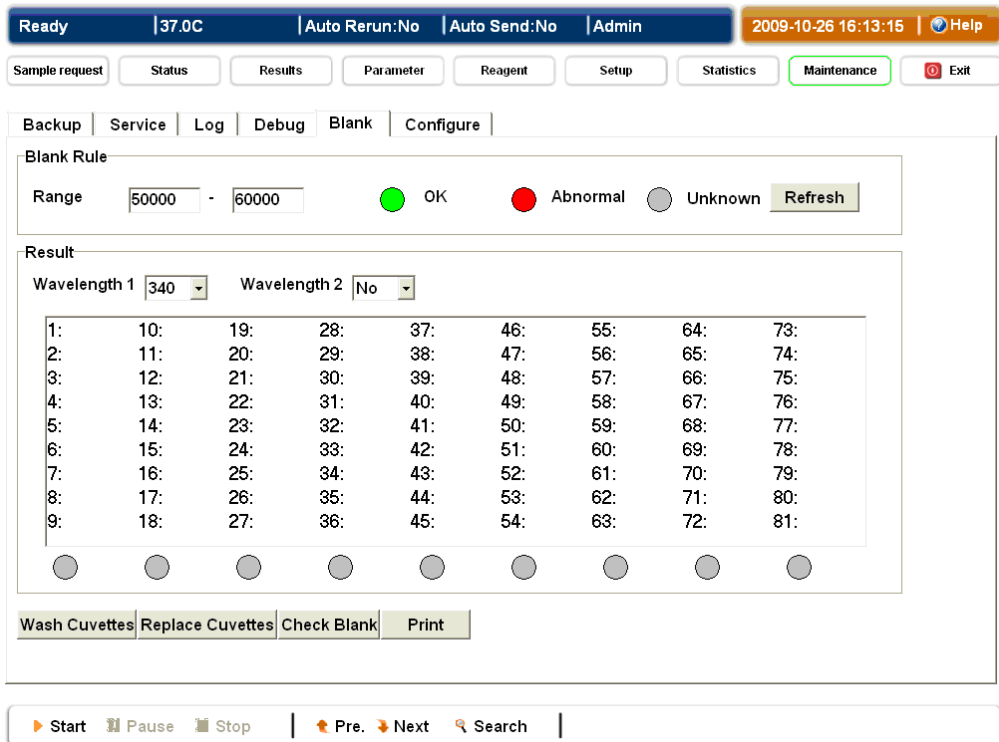 Ready |37.0C |Auto Rerun:No |Auto Send:No |Admin 2009-10-26 16:13:15 | Help
Sample request Status Results Parameter Reagent Setup Statistics Maintenance Exit
Backup Service Log Debug Blank Configure
Blank Rule
Range 50000 - 60000 OK Abnormal Unknown Refresh
Result
Wavelength 1 340 Wavelength 2 No
1: 10: 19: 28: 37: 46: 55: 64: 73:
2: 11: 20: 29: 38: 47: 56: 65: 74:
3: 12: 21: 30: 39: 48: 57: 66: 75:
4: 13: 22: 31: 40: 49: 58: 67: 76:
5: 14: 23: 32: 41: 50: 59: 68: 77:
6: 15: 24: 33: 42: 51: 60: 69: 78:
7: 16: 25: 34: 43: 52: 61: 70: 79:
8: 17: 26: 35: 44: 53: 62: 71: 80:
9: 18: 27: 36: 45: 54: 63: 72: 81:
Wash Cuvettes Replace Cuvettes Check Blank Print
Start Pause Stop | Pre. Next Search |